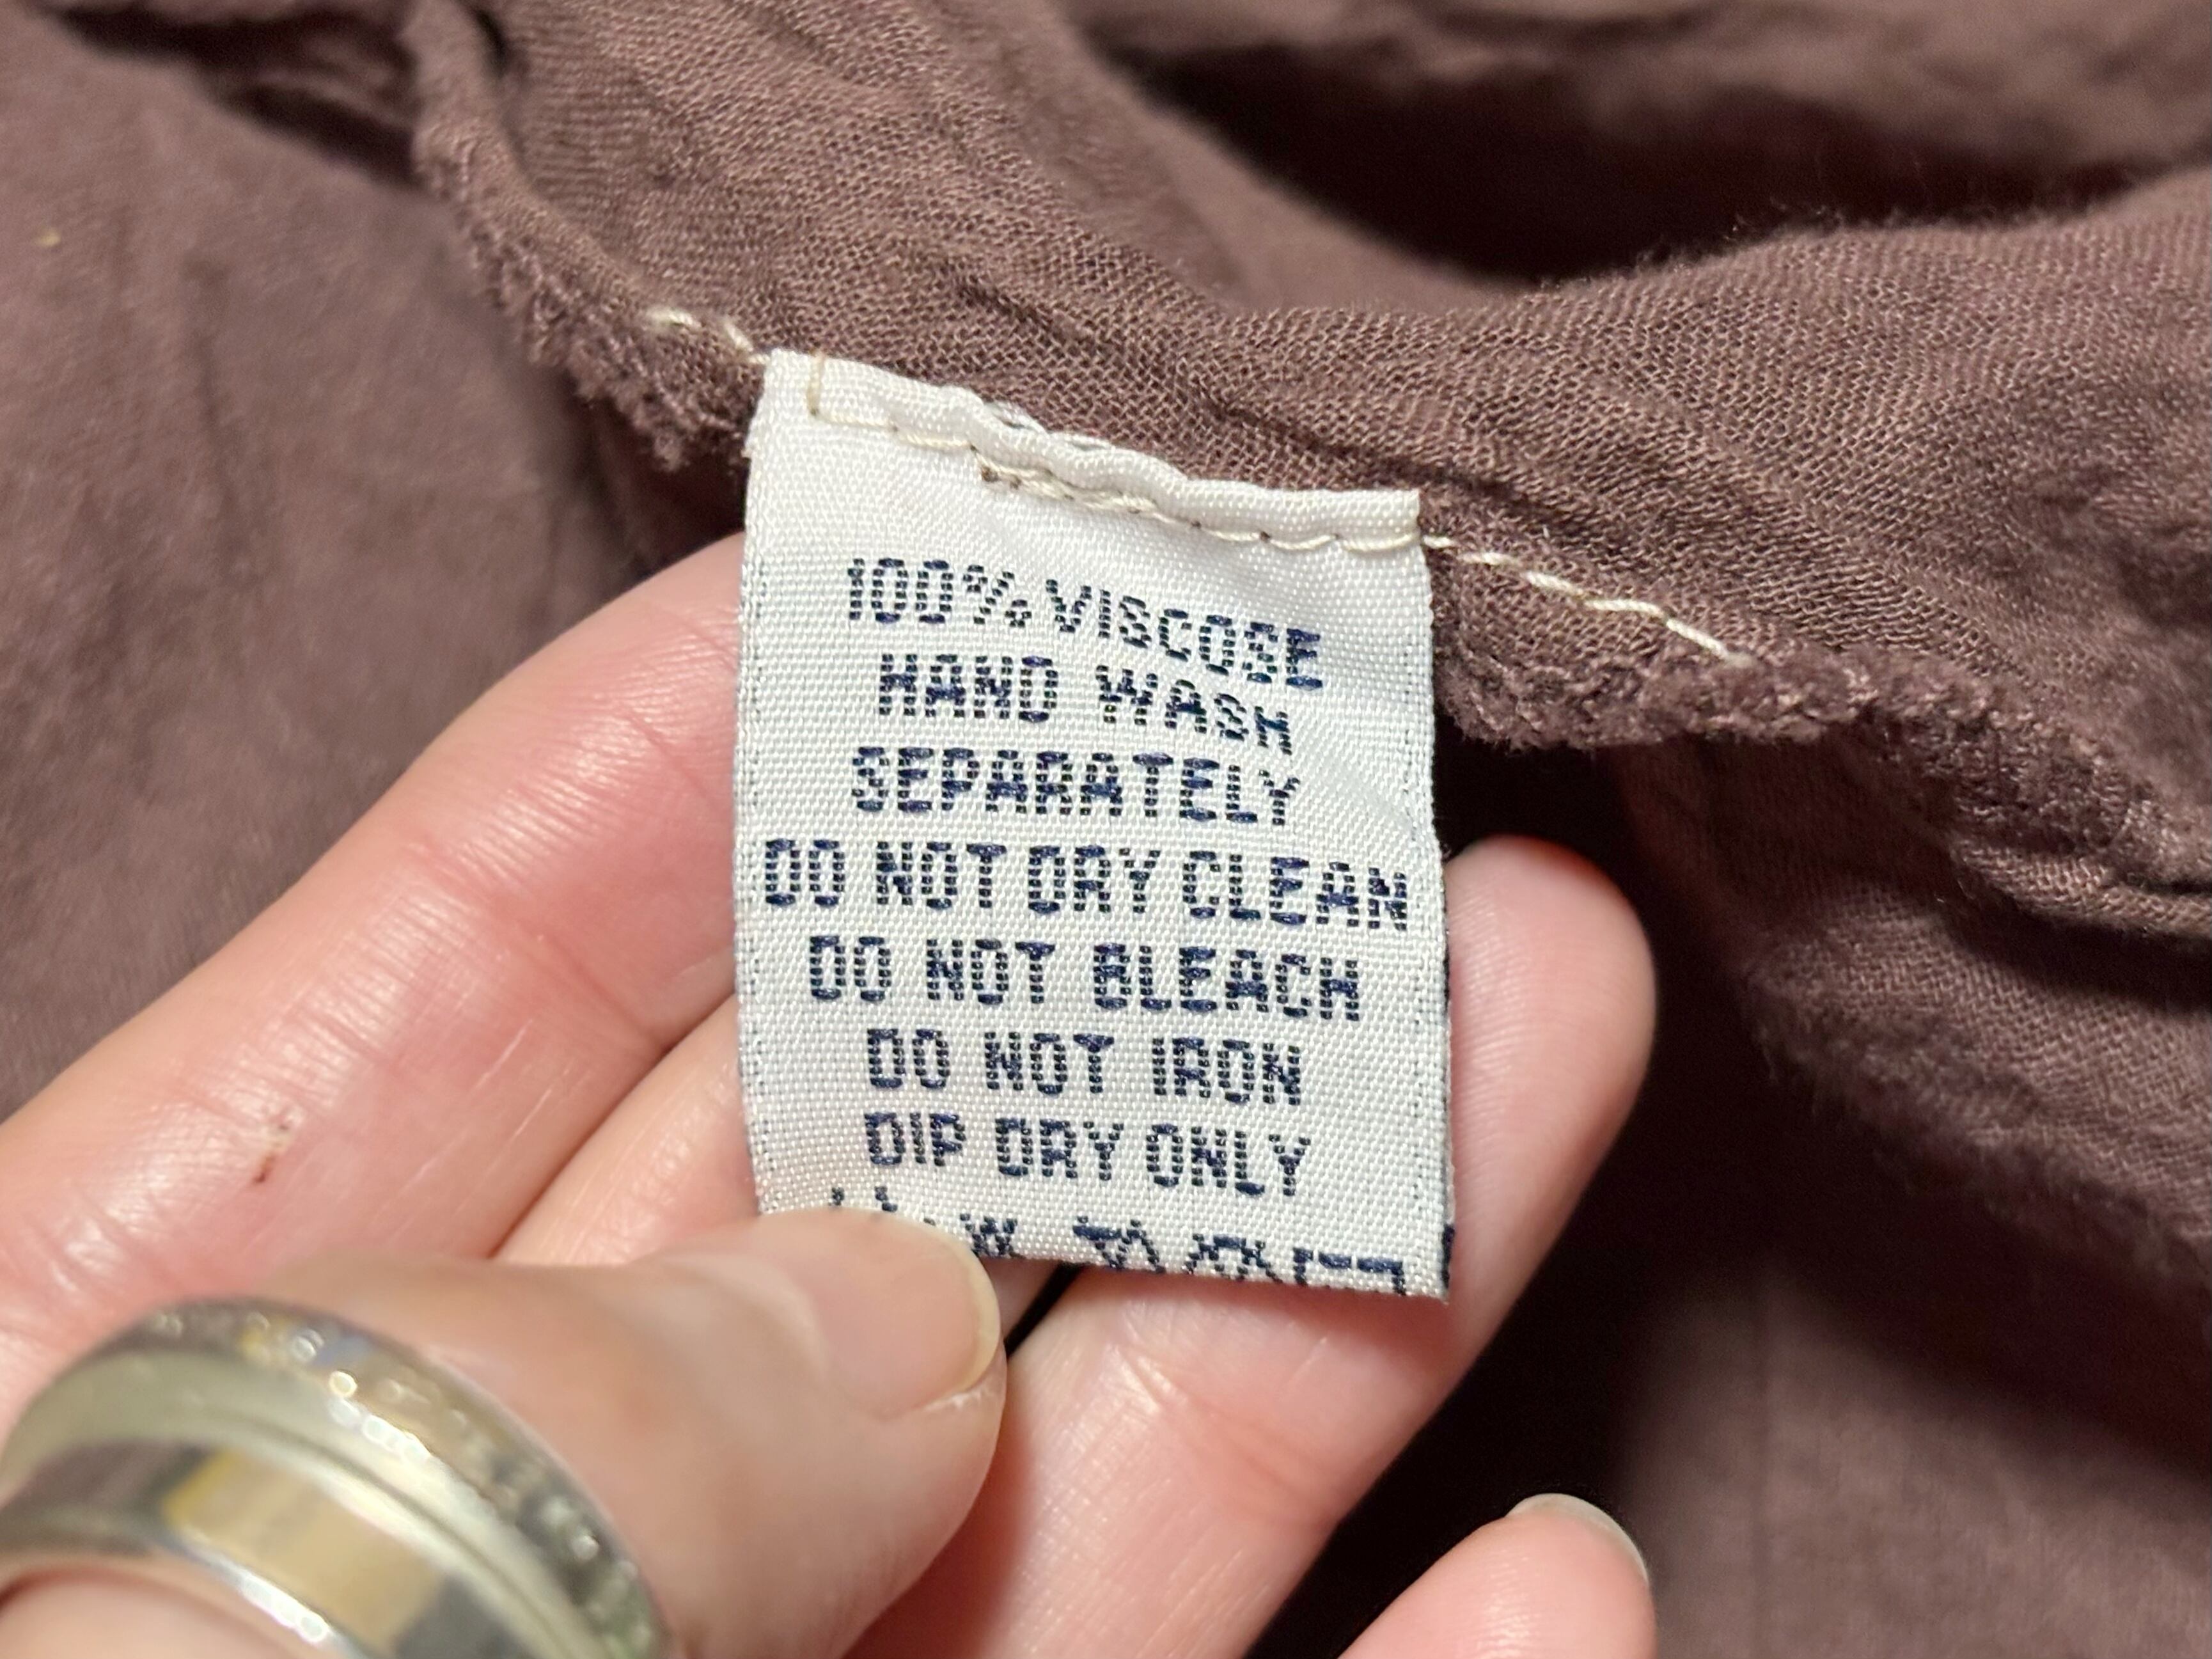 100% VISCOSE
HAND WASH
SEPARATELY
DO NOT DRY CLEAN
DO NOT BLEACH
DO NOT IRON
DIP DRY ONLY